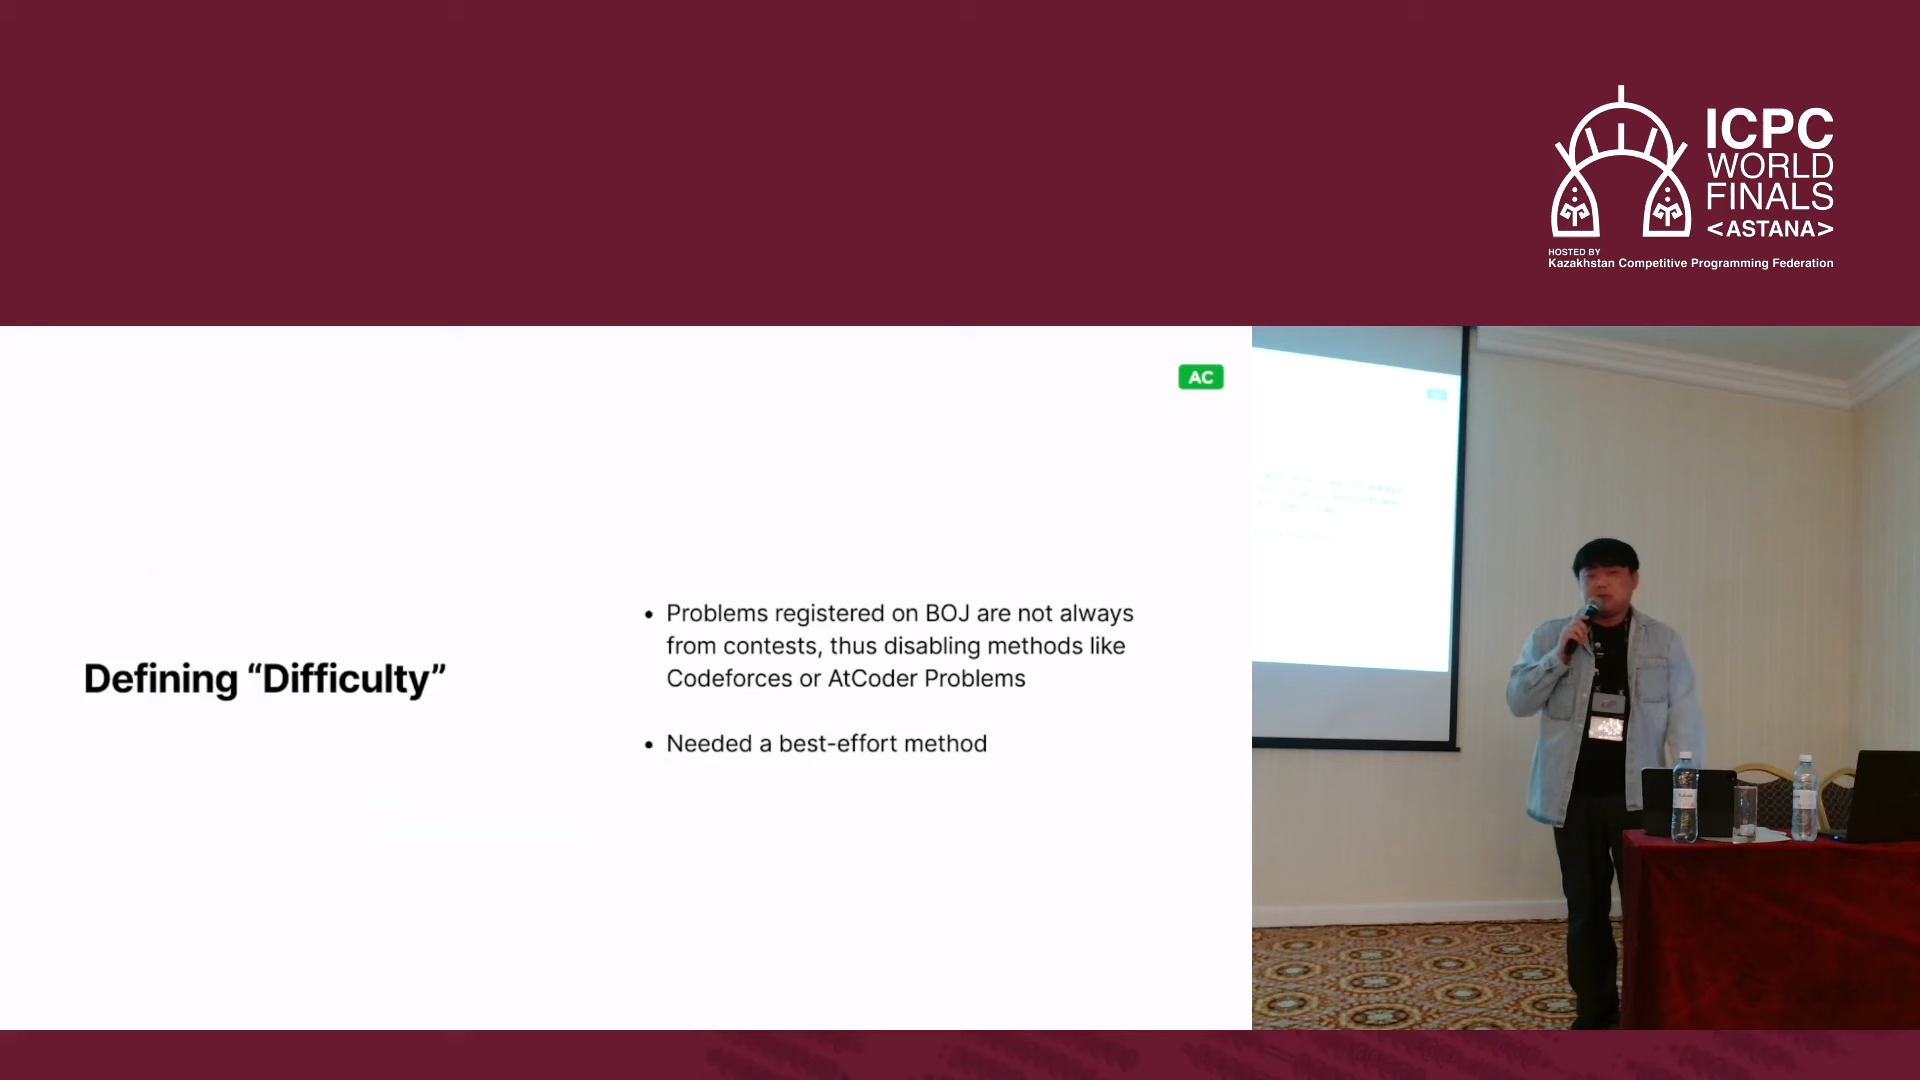 ICPC
WORLD
FINALS
<ASTANA>
HOSTED BY
Kazakhstan Competitive Programming Federation
AC
Defining “Difficulty”
• Problems registered on BOJ are not always
from contests, thus disabling methods like
Codeforces or AtCoder Problems
• Needed a best-effort method